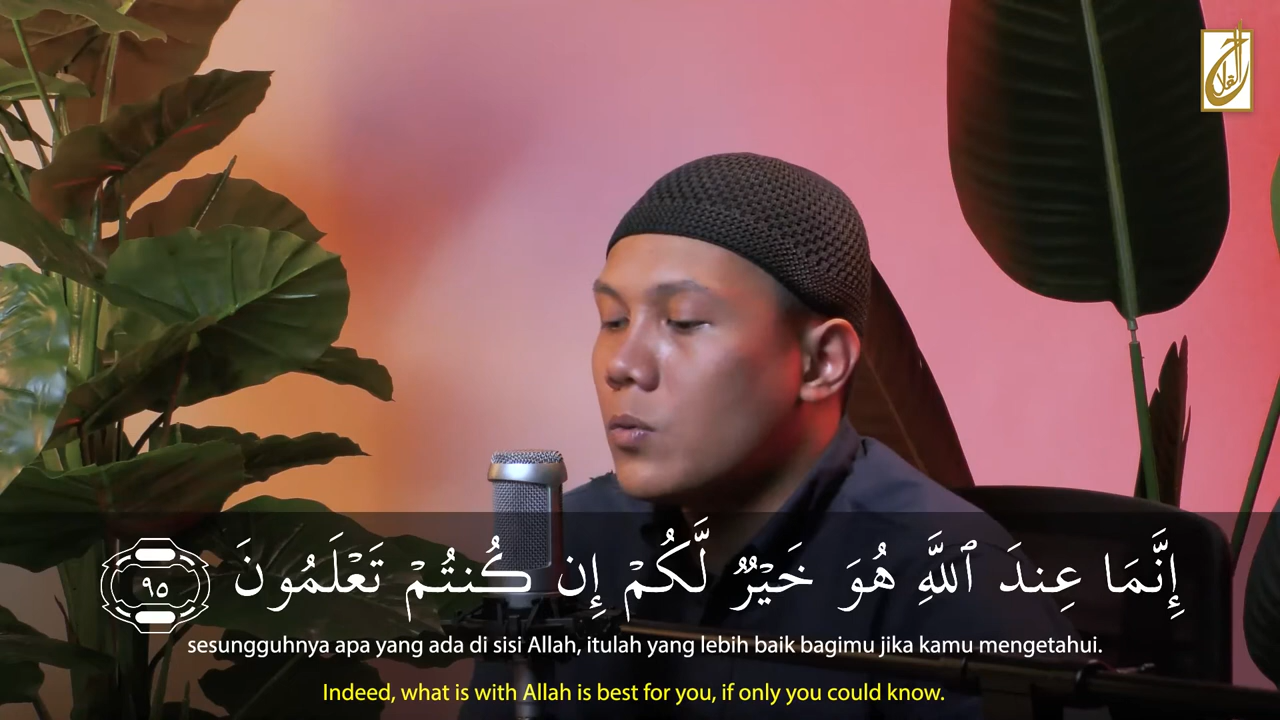 القلا
إِنَّمَا عِندَ ٱللَّهِ هُوَ خَيْرٌ لَّكُمْ إِن كُنتُمْ تَعْلَمُونَ ٩٥
sesungguhnya apa yang ada di sisi Allah, itulah yang lebih baik bagimu jika kamu mengetahui.
Indeed, what is with Allah is best for you, if only you could know.